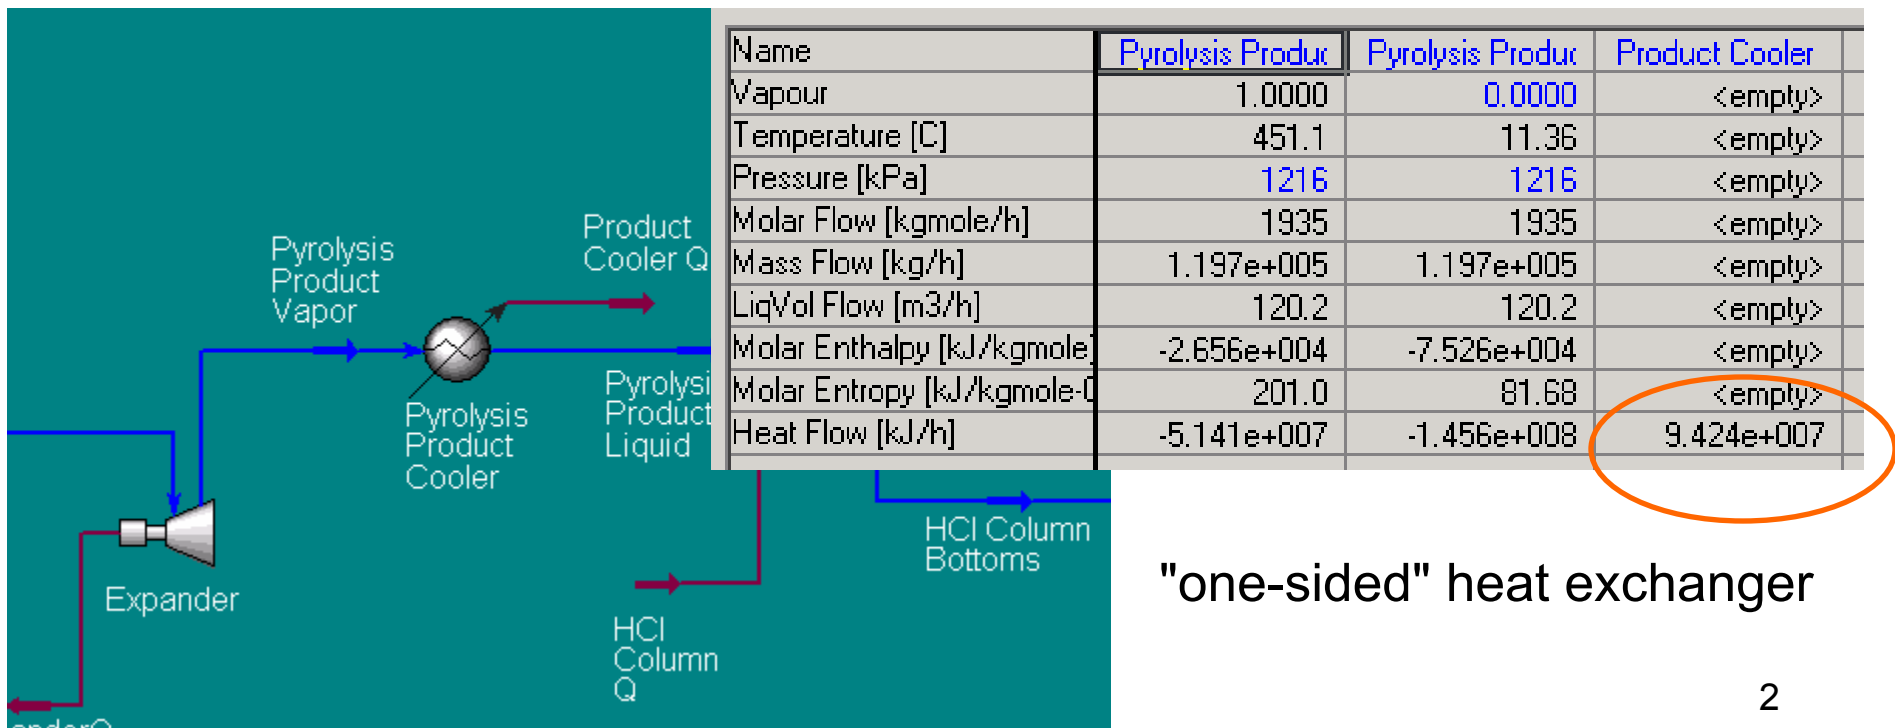 Name Pyrolysis Produc Pyrolysis Produc Product Cooler
Vapour 1.0000 0.0000 <empty>
Temperature [C] 451.1 11.36 <empty>
Pressure [kPa] 1216 1216 <empty>
Molar Flow [kgmole/h] 1935 1935 <empty>
Mass Flow [kg/h] 1.197e+005 1.197e+005 <empty>
LiqVol Flow [m3/h] 120.2 120.2 <empty>
Molar Enthalpy [kJ/kgmole] -2.656e+004 -7.526e+004 <empty>
Molar Entropy [kJ/kgmole-C 201.0 81.68 <empty>
Heat Flow [kJ/h] -5.141e+007 -1.456e+008 9.424e+007
Product
Cooler Q
Pyrolysis
Product
Vapor
Pyrolysis
Product
Cooler
Pyrolysi
Product
Liquid
Expander
HCl Column
Bottoms
HCl
Column
Q
"one-sided" heat exchanger
2